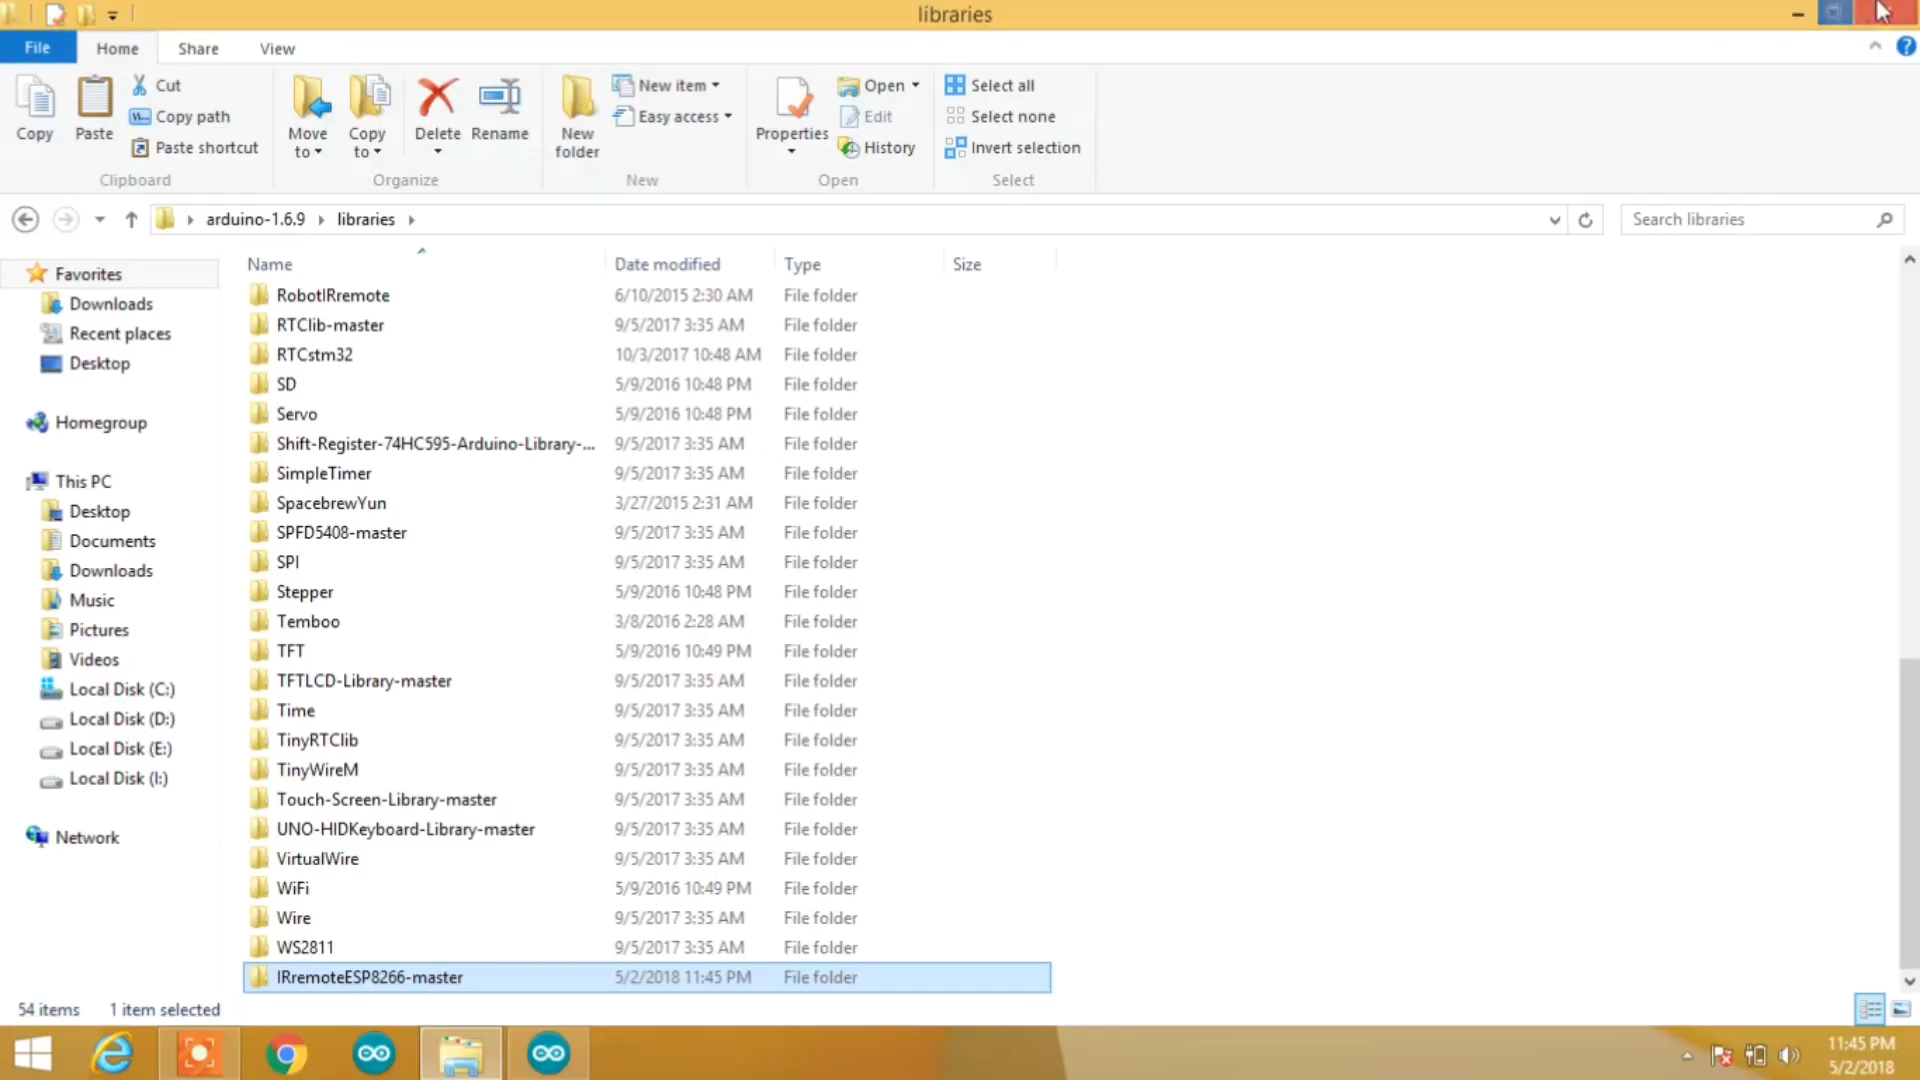 libraries
File
Home
Share
View
Copy
Paste
Cut
Copy path
Paste shortcut
Clipboard
Move to
Copy to
Delete
Rename
Organize
New folder
New item
Easy access
New
Properties
Open
Edit
History
Open
Select all
Select none
Invert selection
Select
arduino-1.6.9 libraries
Search libraries
Favorites
Downloads
Recent places
Desktop
Homegroup
This PC
Desktop
Documents
Downloads
Music
Pictures
Videos
Local Disk (C:)
Local Disk (D:)
Local Disk (E:)
Local Disk (I:)
Network
Name Date modified Type Size
RobotIRremote 6/10/2015 2:30 AM File folder
RTClib-master 9/5/2017 3:35 AM File folder
RTCstm32 10/3/2017 10:48 AM File folder
SD 5/9/2016 10:48 PM File folder
Servo 5/9/2016 10:48 PM File folder
Shift-Register-74HC595-Arduino-Library-... 9/5/2017 3:35 AM File folder
SimpleTimer 9/5/2017 3:35 AM File folder
SpacebrewYun 3/27/2015 2:31 AM File folder
SPFD5408-master 9/5/2017 3:35 AM File folder
SPI 9/5/2017 3:35 AM File folder
Stepper 5/9/2016 10:48 PM File folder
Temboo 3/8/2016 2:28 AM File folder
TFT 5/9/2016 10:49 PM File folder
TFTLCD-Library-master 9/5/2017 3:35 AM File folder
Time 9/5/2017 3:35 AM File folder
TinyRTClib 9/5/2017 3:35 AM File folder
TinyWireM 9/5/2017 3:35 AM File folder
Touch-Screen-Library-master 9/5/2017 3:35 AM File folder
UNO-HIDKeyboard-Library-master 9/5/2017 3:35 AM File folder
VirtualWire 9/5/2017 3:35 AM File folder
WiFi 5/9/2016 10:49 PM File folder
Wire 9/5/2017 3:35 AM File folder
WS2811 9/5/2017 3:35 AM File folder
IRremoteESP8266-master 5/2/2018 11:45 PM File folder
54 items 1 item selected
11:45 PM
5/2/2018